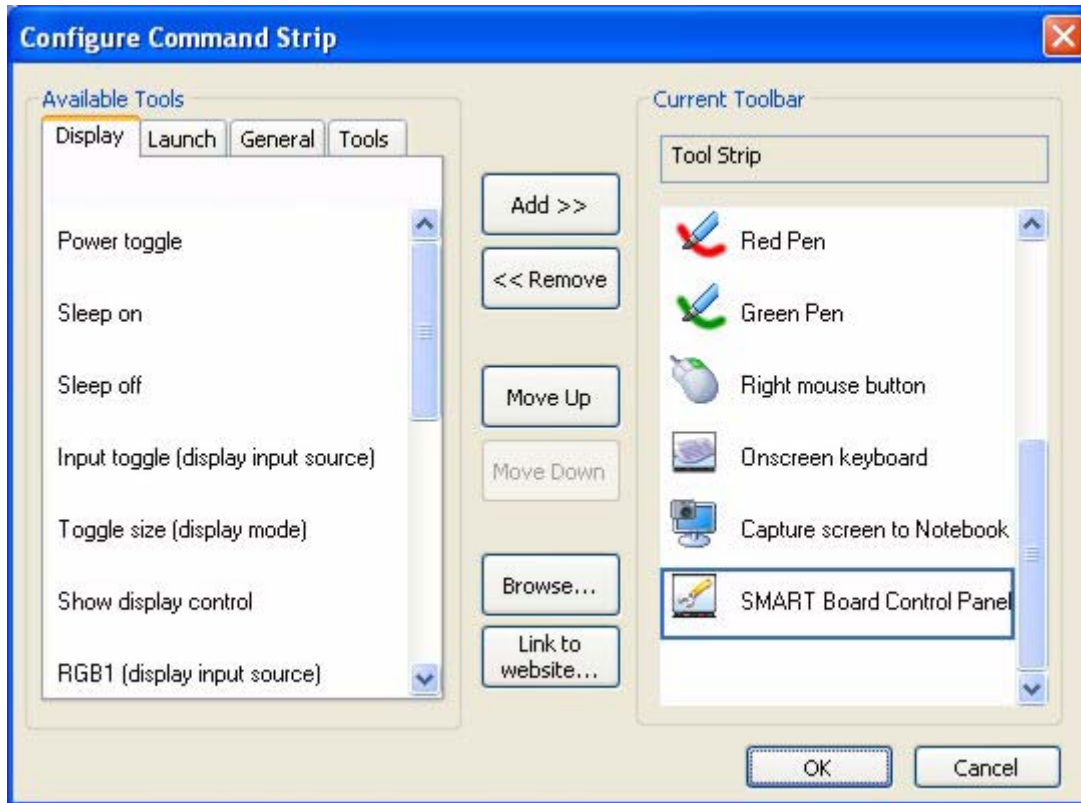 Configure Command Strip
Available Tools
Display
Launch
General
Tools
Power toggle
Sleep on
Sleep off
Input toggle (display input source)
Toggle size (display mode)
Show display control
RGB1 (display input source)
Add >>
<< Remove
Move Up
Move Down
Browse...
Link to
website...
Current Toolbar
Tool Strip
Red Pen
Green Pen
Right mouse button
Onscreen keyboard
Capture screen to Notebook
SMART Board Control Panel
OK
Cancel